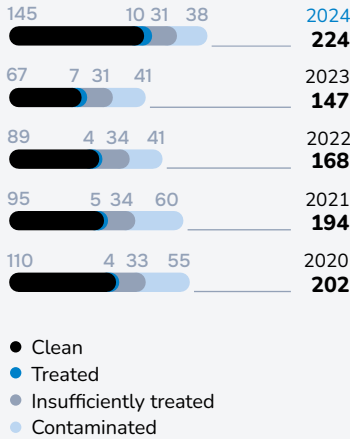 145 10 31 38 2024
224
67 7 31 41 2023
147
89 4 34 41 2022
168
95 5 34 60 2021
194
110 4 33 55 2020
202
Clean
Treated
Insufficiently treated
Contaminated